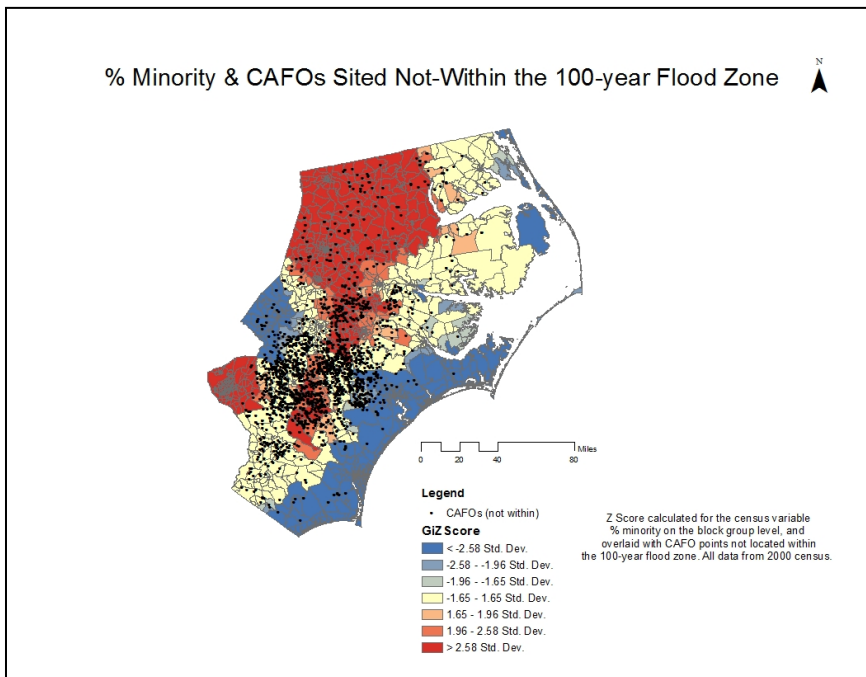 % Minority & CAFOs Sited Not-Within the 100-year Flood Zone
N
Miles
0 20 40 80
Legend
CAFOs (not within)
GiZ Score
< -2.58 Std. Dev.
-2.58 - -1.96 Std. Dev.
-1.96 - -1.65 Std. Dev.
-1.65 - 1.65 Std. Dev.
1.65 - 1.96 Std. Dev.
1.96 - 2.58 Std. Dev.
> 2.58 Std. Dev.
Z Score calculated for the census variable
% minority on the block group level, and
overlaid with CAFO points not located within
the 100-year flood zone. All data from 2000 census.